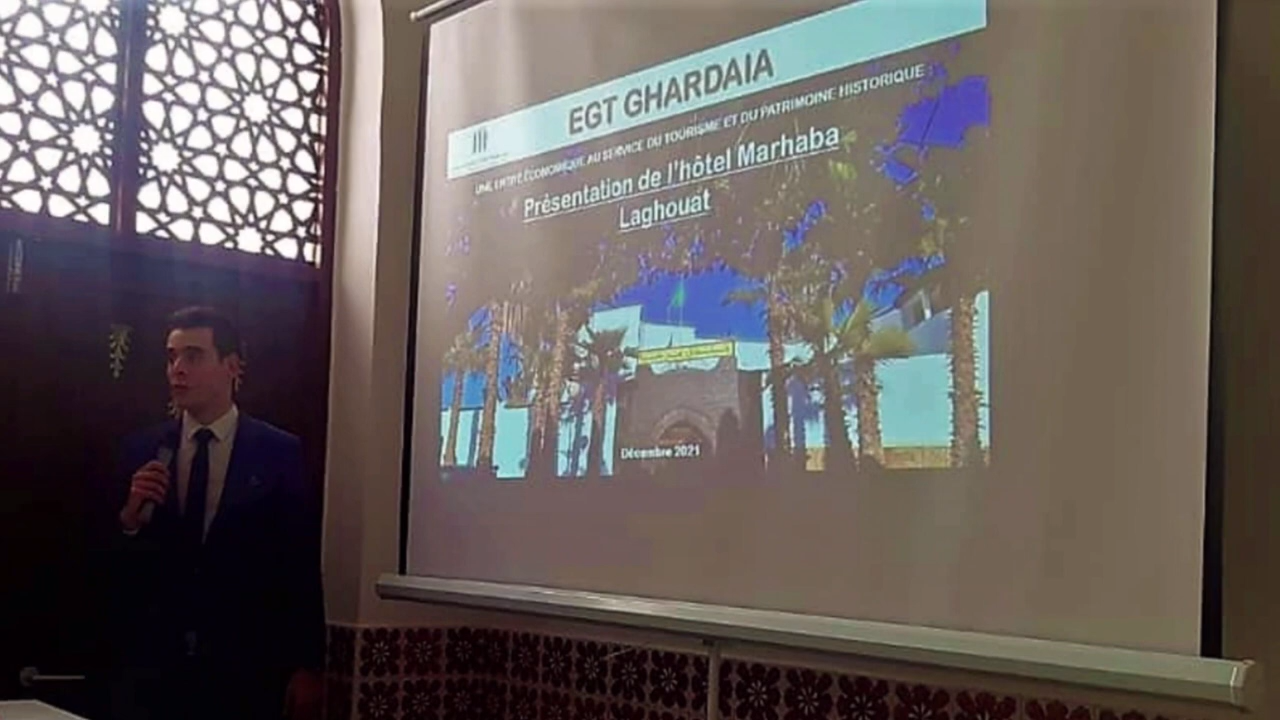 EGT GHARDAIA
UNE ENTITÉ ÉCONOMIQUE AU SERVICE DU TOURISME ET DU PATRIMOINE HISTORIQUE
Présentation de l'hôtel Marhaba
Laghouat
Décembre 2021